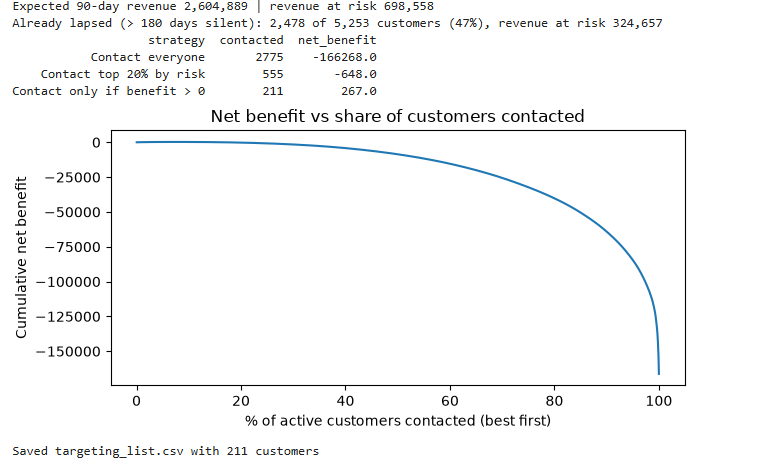 Expected 90-day revenue 2,604,889 | revenue at risk 698,558
Already lapsed (> 180 days silent): 2,478 of 5,253 customers (47%), revenue at risk 324,657
strategy contacted net_benefit
Contact everyone 2775 -166268.0
Contact top 20% by risk 555 -648.0
Contact only if benefit > 0 211 267.0
Net benefit vs share of customers contacted
Cumulative net benefit
0
−25000
−50000
−75000
−100000
−125000
−150000
0 20 40 60 80 100
% of active customers contacted (best first)
Saved targeting_list.csv with 211 customers